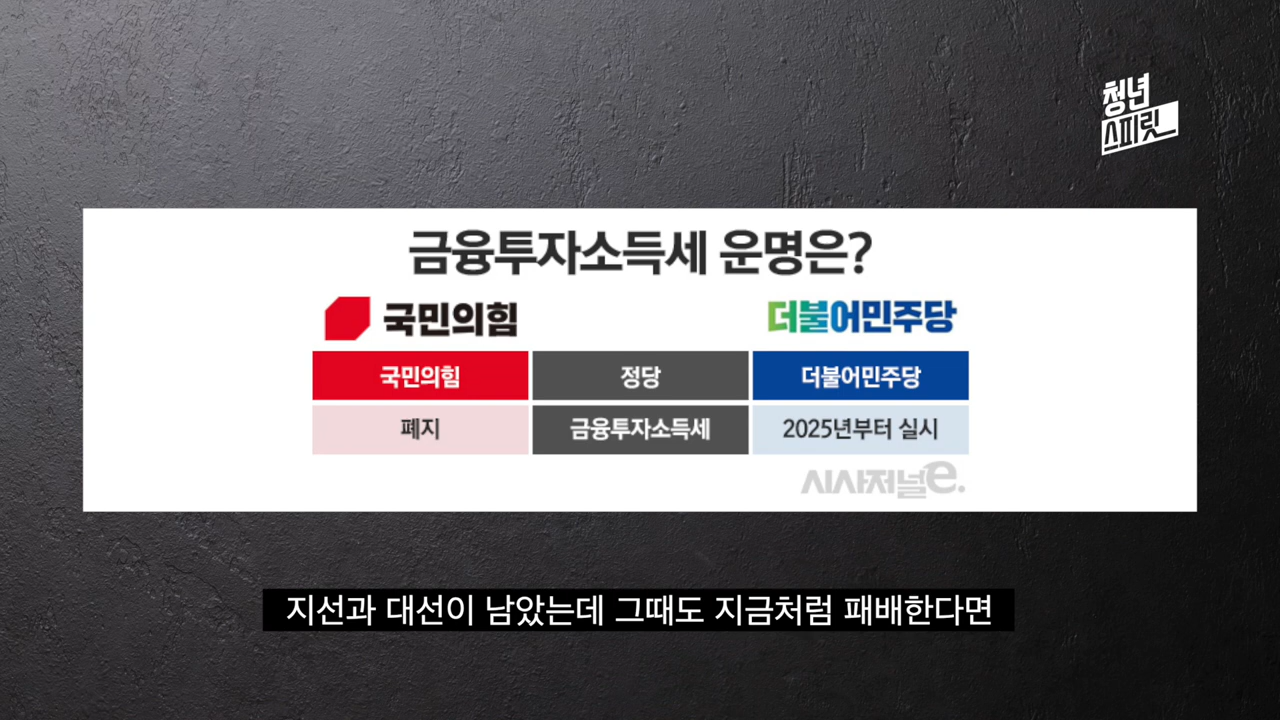 청년
스피릿
금융투자소득세 운명은?
국민의힘
더불어민주당
국민의힘 정당 더불어민주당
폐지 금융투자소득세 2025년부터 실시
시사저널e.
지선과 대선이 남았는데 그때도 지금처럼 패배한다면